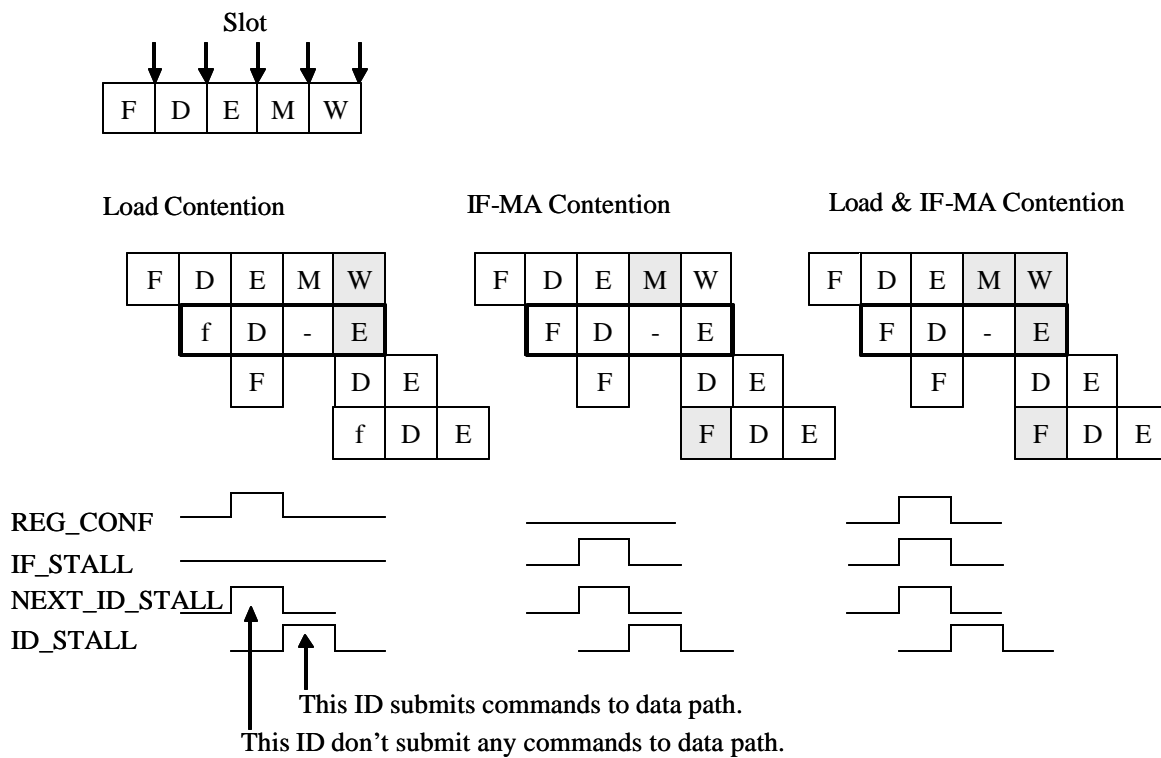 Slot
F D E M W
Load Contention IF-MA Contention Load & IF-MA Contention
F D E M W F D E M W F D E M W
f D - E F D - E F D - E
F D E F D E F D E
f D E F D E F D E
REG_CONF
IF_STALL
NEXT_ID_STALL
ID_STALL
This ID submits commands to data path.
This ID don't submit any commands to data path.